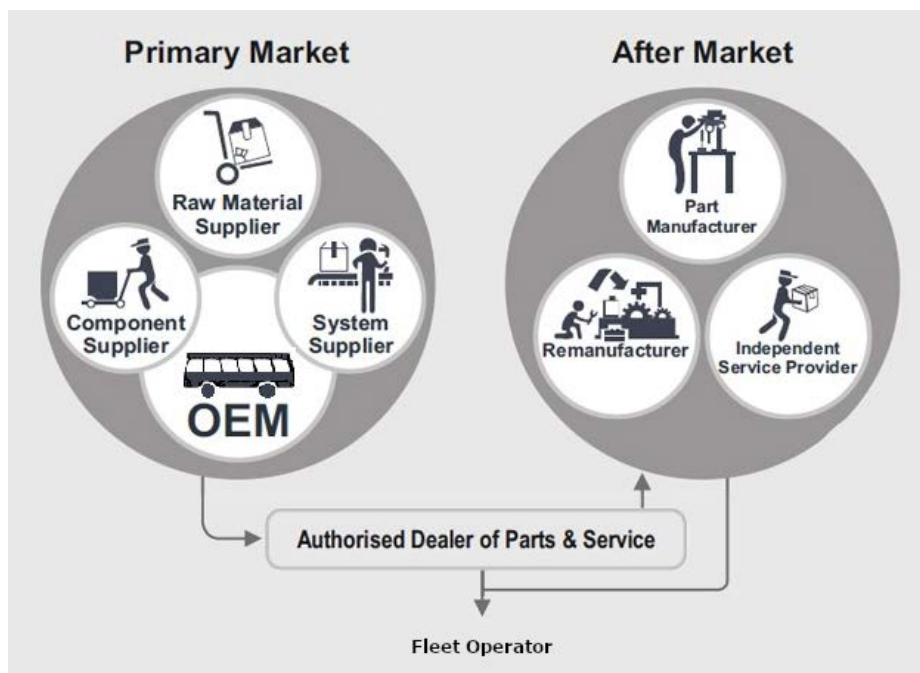 Primary Market
After Market
Raw Material
Supplier
Component
Supplier
System
Supplier
OEM
Part
Manufacturer
Remanufacturer
Independent
Service Provider
Authorised Dealer of Parts & Service
Fleet Operator